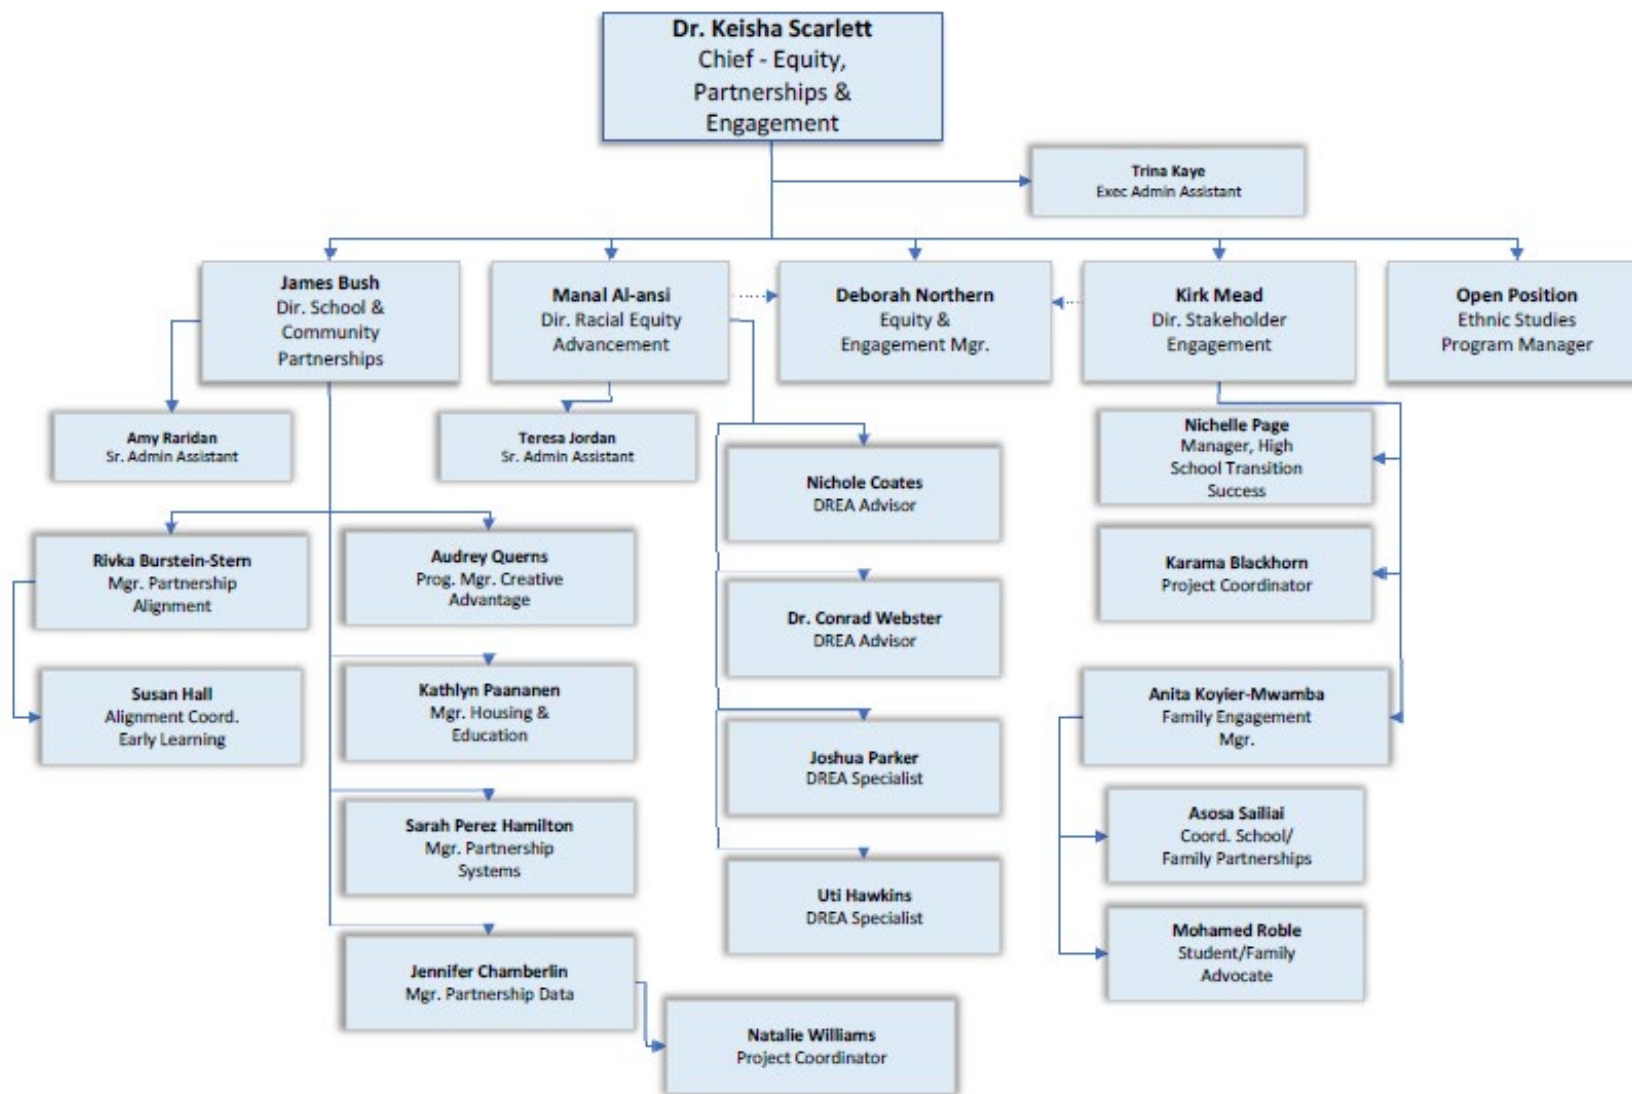 Dr. Keisha Scarlett
Chief - Equity,
Partnerships &
Engagement
Trina Kaye
Exec Admin Assistant
James Bush
Dir. School &
Community
Partnerships
Manal Al-ansi
Dir. Racial Equity
Advancement
Deborah Northern
Equity &
Engagement Mgr.
Kirk Mead
Dir. Stakeholder
Engagement
Open Position
Ethnic Studies
Program Manager
Amy Raridan
Sr. Admin Assistant
Teresa Jordan
Sr. Admin Assistant
Nichole Coates
DREA Advisor
Nichelle Page
Manager, High
School Transition
Success
Rivka Burstein-Stern
Mgr. Partnership
Alignment
Audrey Querns
Prog. Mgr. Creative
Advantage
Dr. Conrad Webster
DREA Advisor
Karama Blackhorn
Project Coordinator
Susan Hall
Alignment Coord.
Early Learning
Kathlyn Paananen
Mgr. Housing &
Education
Joshua Parker
DREA Specialist
Anita Koyier-Mwamba
Family Engagement
Mgr.
Sarah Perez Hamilton
Mgr. Partnership
Systems
Uti Hawkins
DREA Specialist
Asosa Sailiai
Coord. School/
Family Partnerships
Jennifer Chamberlin
Mgr. Partnership Data
Mohamed Roble
Student/Family
Advocate
Natalie Williams
Project Coordinator